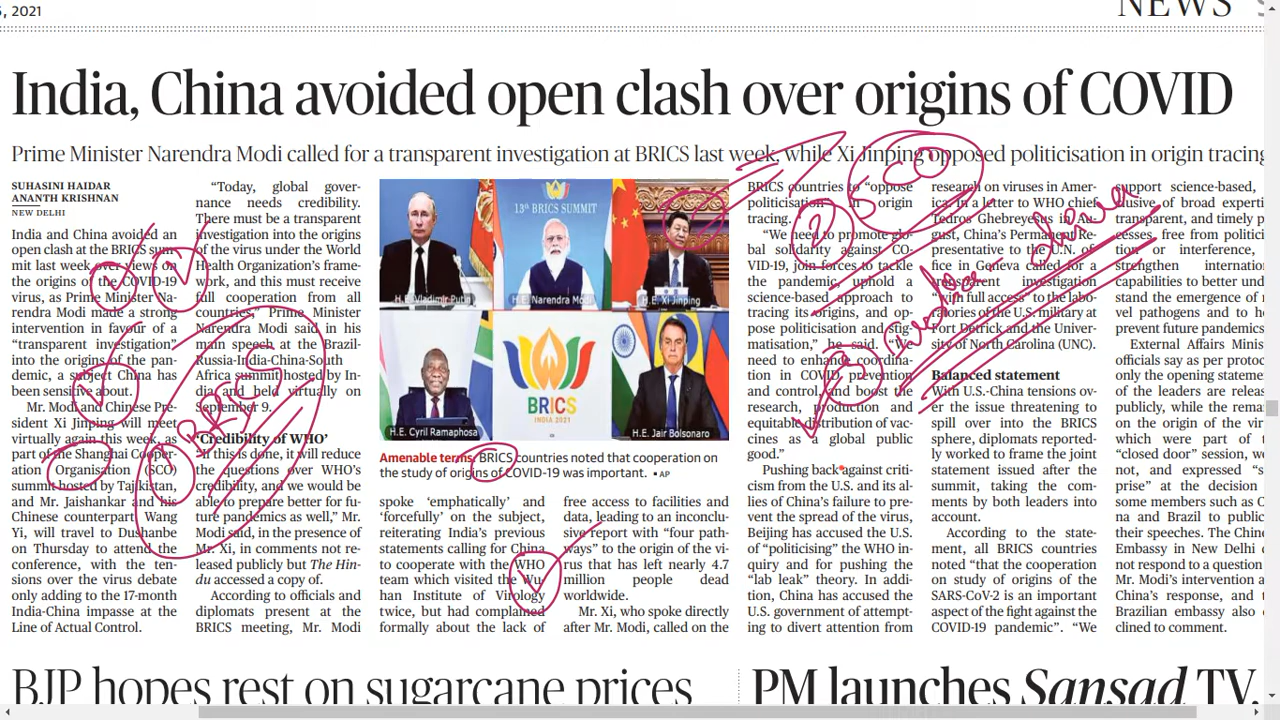 5, 2021
NEWS
India, China avoided open clash over origins of COVID
Prime Minister Narendra Modi called for a transparent investigation at BRICS last week, while Xi Jinping opposed politicisation in origin tracing
SUHASINI HAIDAR
ANANTH KRISHNAN
NEW DELHI
India and China avoided an
open clash at the BRICS sum-
mit last week over views on
the origins of the COVID-19
virus, as Prime Minister Na-
rendra Modi made a strong
intervention in favour of a
“transparent investigation”
into the origins of the pan-
demic, a subject China has
been sensitive about.
Mr. Modi and Chinese Pre-
sident Xi Jinping will meet
virtually again this week, as
part of the Shanghai Cooper-
ation Organisation (SCO)
summit hosted by Tajikistan,
and Mr. Jaishankar and his
Chinese counterpart Wang
Yi, will travel to Dushanbe
on Thursday to attend the
conference, with the ten-
sions over the virus debate
only adding to the 17-month
India-China impasse at the
Line of Actual Control.
“Today, global gover-
nance needs credibility.
There must be a transparent
investigation into the origins
of the virus under the World
Health Organization’s frame-
work, and this must receive
full cooperation from all
countries,” Prime Minister
Narendra Modi said in his
main speech at the Brazil-
Russia-India-China-South
Africa summit hosted by In-
dia and held virtually on
September 9.
‘Credibility of WHO’
“If this is done, it will reduce
the questions over WHO’s
credibility, and we would be
able to prepare better for fu-
ture pandemics as well,” Mr.
Modi said, in the presence of
Mr. Xi, in comments not re-
leased publicly but The Hin-
du accessed a copy of.
According to officials and
diplomats present at the
BRICS meeting, Mr. Modi
13th BRICS SUMMIT
H.E. Vladimir Putin
H.E. Narendra Modi
H.E. Xi Jinping
BRICS
INDIA 2021
H.E. Cyril Ramaphosa
H.E. Jair Bolsonaro
Amenable terms: BRICS countries noted that cooperation on
the study of origins of COVID-19 was important. ▪ AP
spoke ‘emphatically’ and
‘forcefully’ on the subject,
reiterating India’s previous
statements calling for China
to cooperate with the WHO
team which visited the Wu-
han Institute of Virology
twice, but had complained
formally about the lack of
free access to facilities and
data, leading to an inconclu-
sive report with “four path-
ways” to the origin of the vi-
rus that has left nearly 4.7
million people dead
worldwide.
Mr. Xi, who spoke directly
after Mr. Modi, called on the
BRICS countries to “oppose
politicisation” in origin
tracing.
“We need to promote glo-
bal solidarity against CO-
VID-19, join forces to tackle
the pandemic, uphold a
science-based approach to
tracing its origins, and op-
pose politicisation and stig-
matisation,” he said. “We
need to enhance coordina-
tion in COVID prevention
and control, and boost the
research, production and
equitable distribution of vac-
cines as a global public
good.”
Pushing back against criti-
cism from the U.S. and its al-
lies of China’s failure to pre-
vent the spread of the virus,
Beijing has accused the U.S.
of “politicising” the WHO in-
quiry and for pushing the
“lab leak” theory. In addi-
tion, China has accused the
U.S. government of attempt-
ing to divert attention from
research on viruses in Amer-
ica. In a letter to WHO chief
Tedros Ghebreyesus in Au-
gust, China’s Permanent Re-
presentative to the U.N. of-
fice in Geneva called for a
transparent investigation
“with full access” to the labo-
ratories of the U.S. military at
Fort Detrick and the Univer-
sity of North Carolina (UNC).
Balanced statement
With U.S.-China tensions ov-
er the issue threatening to
spill over into the BRICS
sphere, diplomats reported-
ly worked to frame the joint
statement issued after the
summit, taking the com-
ments by both leaders into
account.
According to the state-
ment, all BRICS countries
noted “that the cooperation
on study of origins of the
SARS-CoV-2 is an important
aspect of the fight against the
COVID-19 pandemic”. “We
support science-based,
of broad experti
transparent, and timely p
cesses, free from politici
tion or interference,
strengthen internation
capabilities to better und
stand the emergence of
vel pathogens and to h
prevent future pandemics
External Affairs Minis
officials say as per protoc
only the opening stateme
of the leaders are releas
publicly, while the rema
on the origin of the vir
which were part of t
“closed door” session, we
not, and expressed “s
prise” at the decision
some members such as C
na and Brazil to public
their speeches. The Chine
Embassy in New Delhi
not respond to a question
Mr. Modi’s intervention a
China’s response, and t
Brazilian embassy also
clined to comment.
BRICS
SCO
BJP hopes rest on sugarcane prices
PM launches Sansad TV,